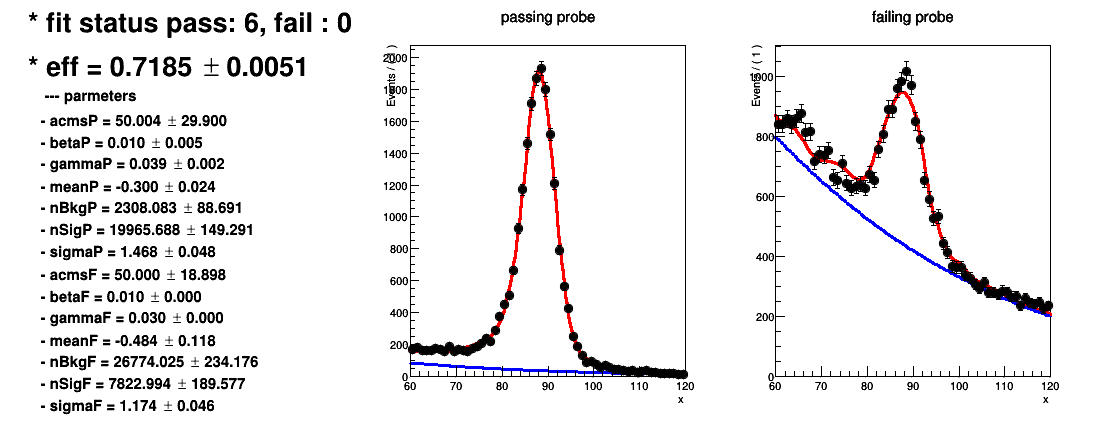 * fit status pass: 6, fail : 0
* eff = 0.7185 ± 0.0051
--- parmeters
- acmsP = 50.004 ± 29.900
- betaP = 0.010 ± 0.005
- gammaP = 0.039 ± 0.002
- meanP = -0.300 ± 0.024
- nBkgP = 2308.083 ± 88.691
- nSigP = 19965.688 ± 149.291
- sigmaP = 1.468 ± 0.048
- acmsF = 50.000 ± 18.898
- betaF = 0.010 ± 0.000
- gammaF = 0.030 ± 0.000
- meanF = -0.484 ± 0.118
- nBkgF = 26774.025 ± 234.176
- nSigF = 7822.994 ± 189.577
- sigmaF = 1.174 ± 0.046
passing probe
Events / ( 1 )
2000
1800
1600
1400
1200
1000
800
600
400
200
0
60 70 80 90 100 110 120
x
failing probe
Events / ( 1 )
1000
800
600
400
200
0
60 70 80 90 100 110 120
x